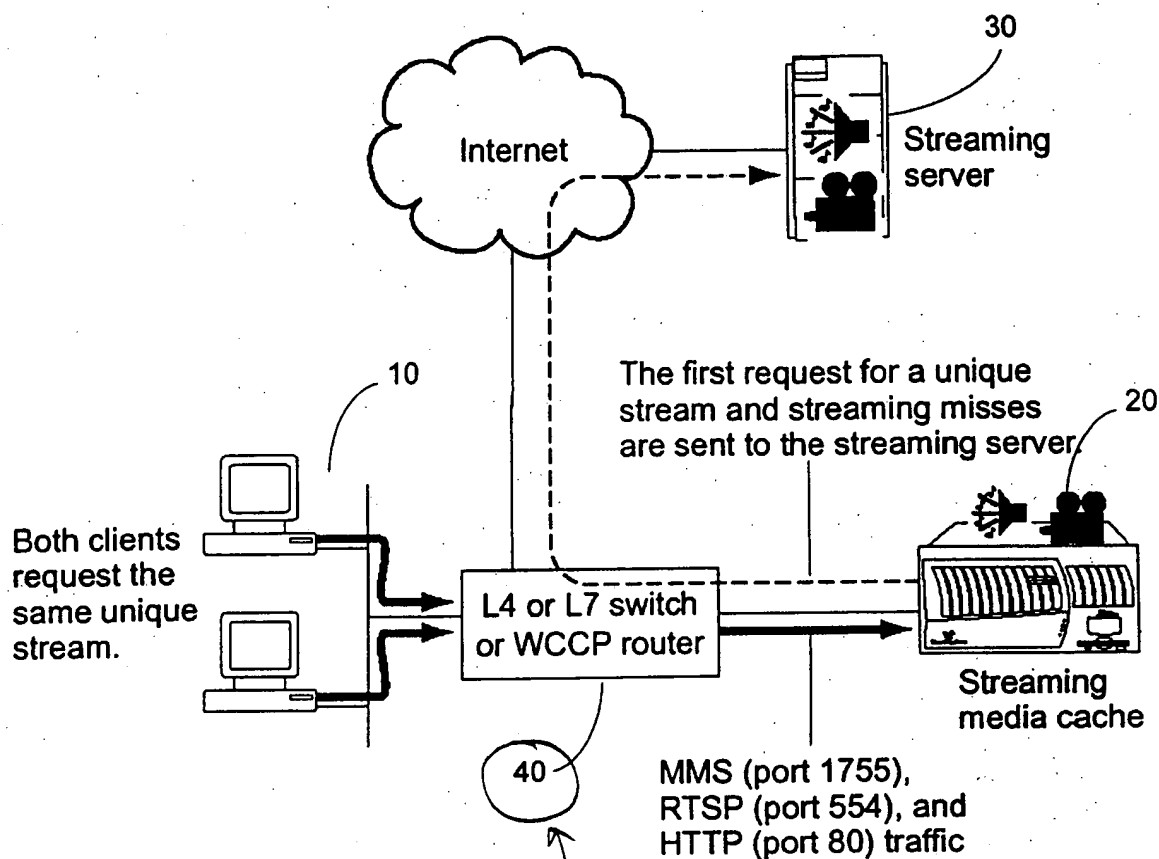 30
Internet
Streaming
server
10
The first request for a unique
stream and streaming misses
are sent to the streaming server.
20
Both clients
request the
same unique
stream.
L4 or L7 switch
or WCCP router
Streaming
media cache
40
MMS (port 1755),
RTSP (port 554), and
HTTP (port 80) traffic